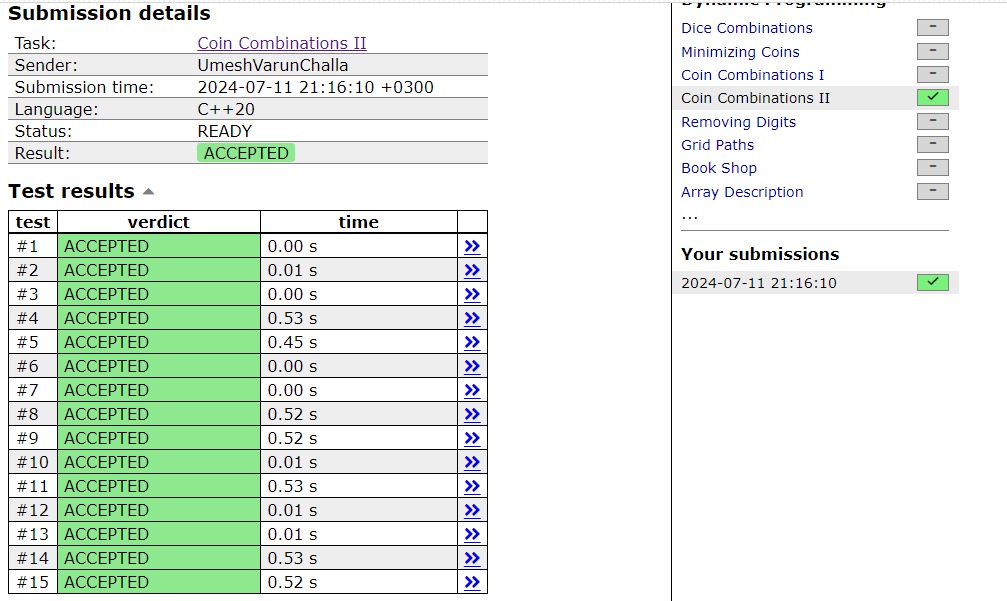 Submission details
Task: Coin Combinations II
Sender: UmeshVarunChalla
Submission time: 2024-07-11 21:16:10 +0300
Language: C++20
Status: READY
Result: ACCEPTED
Test results
test verdict time
#1 ACCEPTED 0.00 s »
#2 ACCEPTED 0.01 s »
#3 ACCEPTED 0.00 s »
#4 ACCEPTED 0.53 s »
#5 ACCEPTED 0.45 s »
#6 ACCEPTED 0.00 s »
#7 ACCEPTED 0.00 s »
#8 ACCEPTED 0.52 s »
#9 ACCEPTED 0.52 s »
#10 ACCEPTED 0.01 s »
#11 ACCEPTED 0.53 s »
#12 ACCEPTED 0.01 s »
#13 ACCEPTED 0.01 s »
#14 ACCEPTED 0.53 s »
#15 ACCEPTED 0.52 s »
Dynamic Programming
Dice Combinations –
Minimizing Coins –
Coin Combinations I –
Coin Combinations II ✓
Removing Digits –
Grid Paths –
Book Shop –
Array Description –
...
Your submissions
2024-07-11 21:16:10 ✓